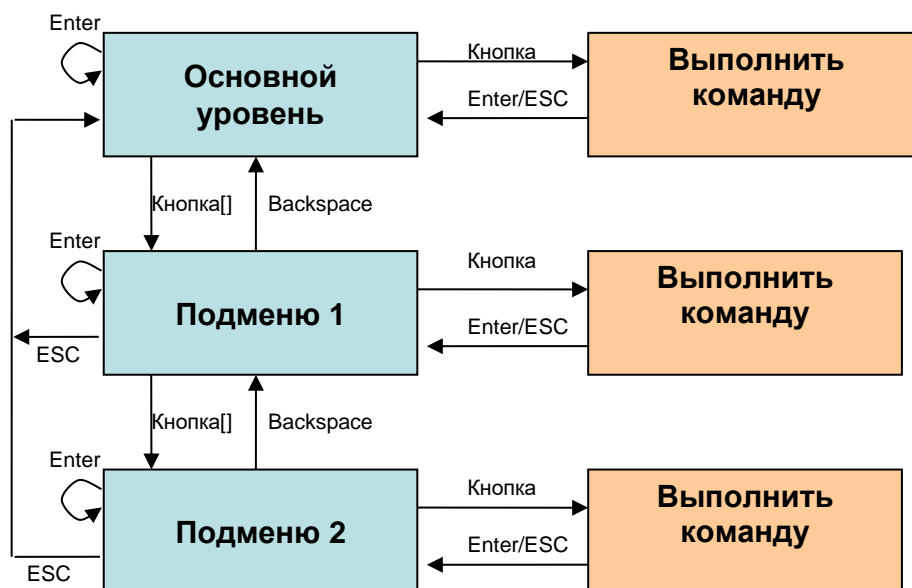 Enter
Основной
уровень
Кнопка
Enter/ESC
Выполнить
команду
Кнопка[]
Backspace
Enter
Подменю 1
ESC
Кнопка
Enter/ESC
Выполнить
команду
Кнопка[]
Backspace
Enter
Подменю 2
ESC
Кнопка
Enter/ESC
Выполнить
команду